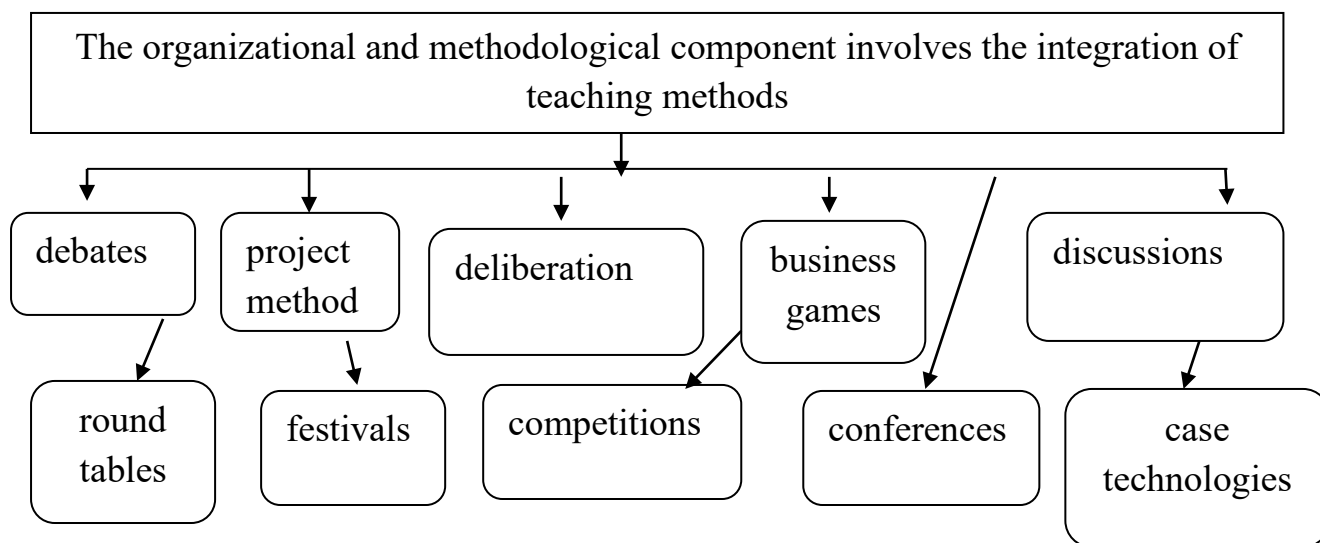 The organizational and methodological component involves the integration of
teaching methods
debates
project
method
deliberation
business
games
discussions
round
tables
festivals
competitions
conferences
case
technologies